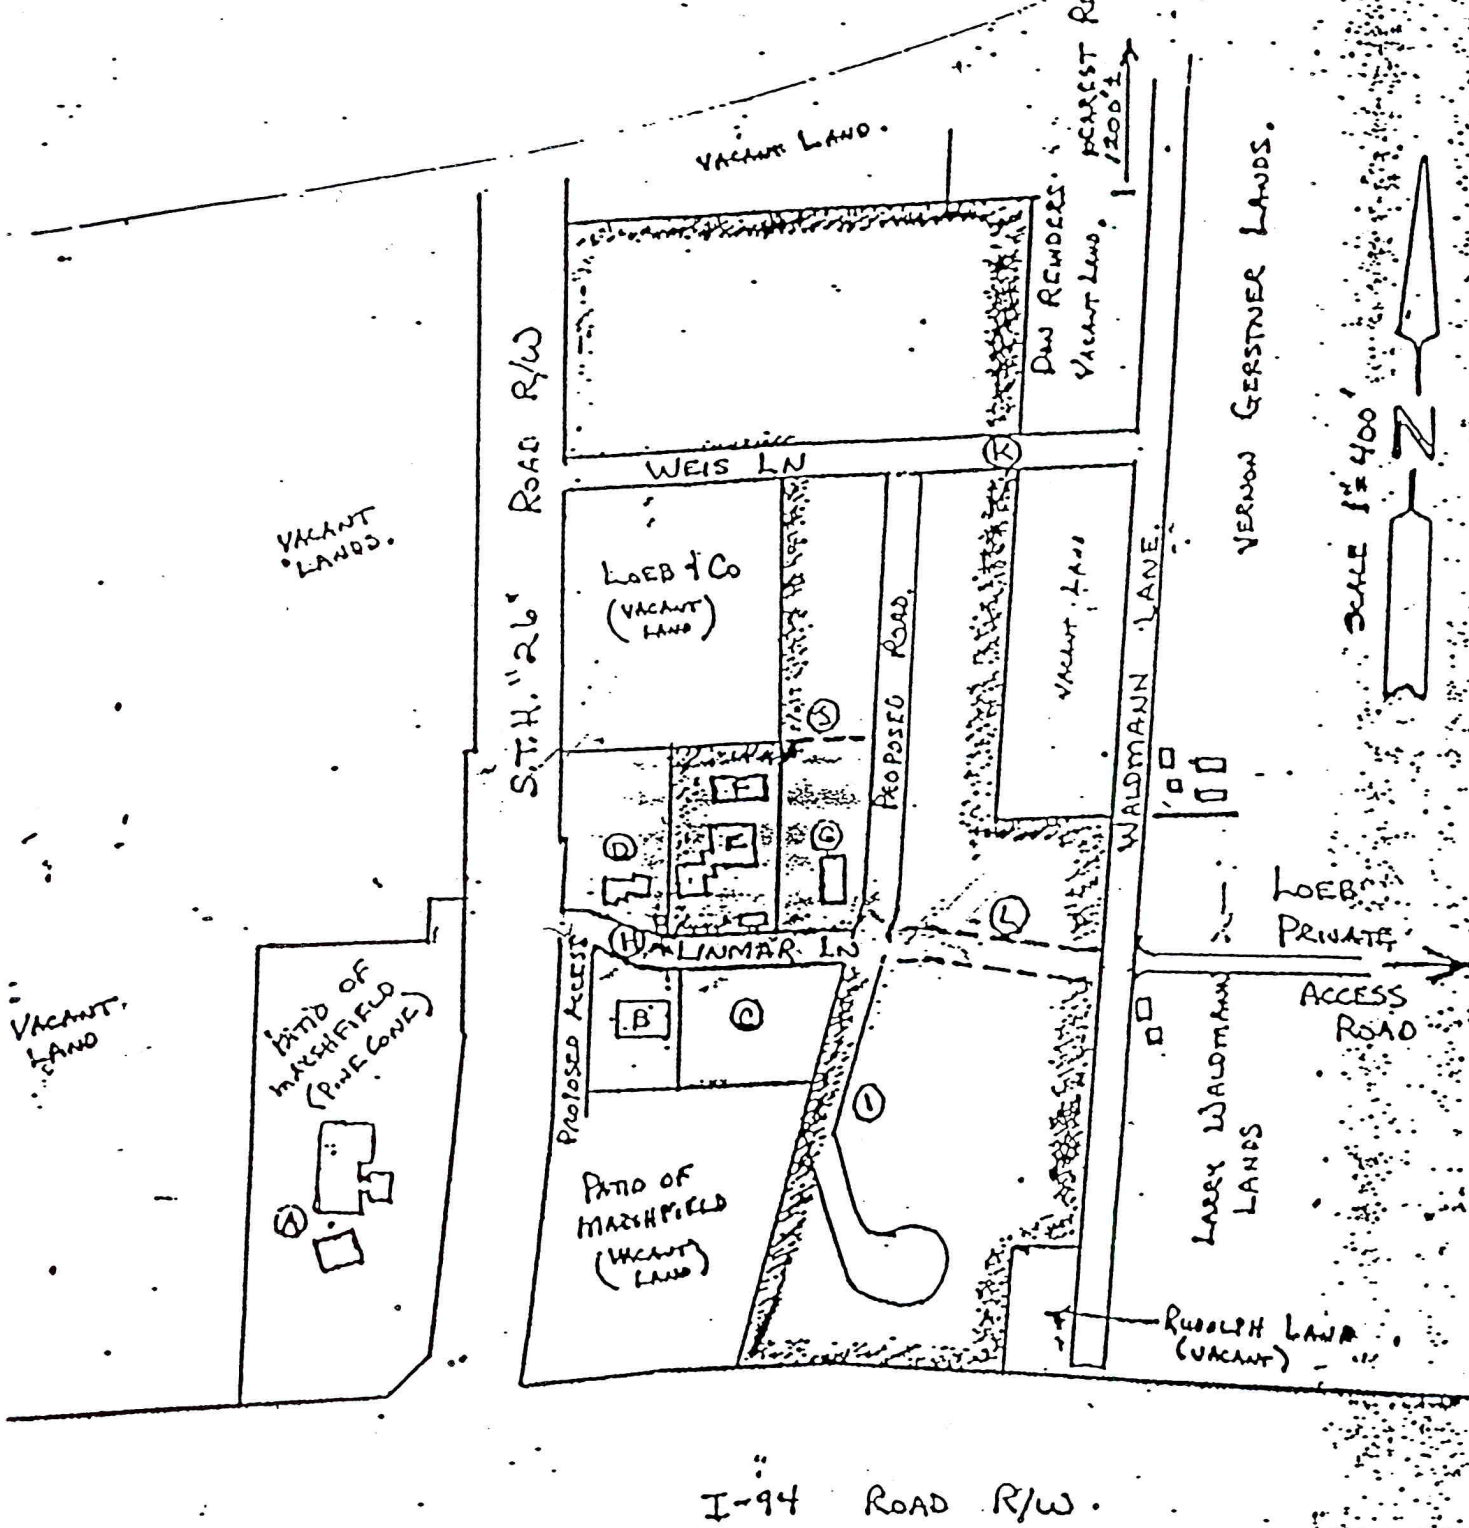 VACANT LAND.
NEAREST
1200'±
DON REINDERS.
VACANT LAND.
VERNON GERSTNER LANDS.
SCALE 1"=400'
N
S.T.H. "26" ROAD R/W
WEIS LN
K
VACANT
LANDS.
LOEB & CO
(VACANT
LAND)
PROPOSED ROAD.
VACANT LAND
WALDMANN LANE.
J
F
D
E
G
L
LOEB
PRIVATE
ACCESS
ROAD
H
LINMAR LN
PROPOSED ACCESS
B
C
VACANT.
LAND
PATIO OF
MARSHFIELD
(PINE CONE)
A
I
PATIO OF
MARSHFIELD
(VACANT
LAND)
LARRY WALDMANN
LANDS
RUDOLPH LAND
(VACANT)
I-94 ROAD R/W.